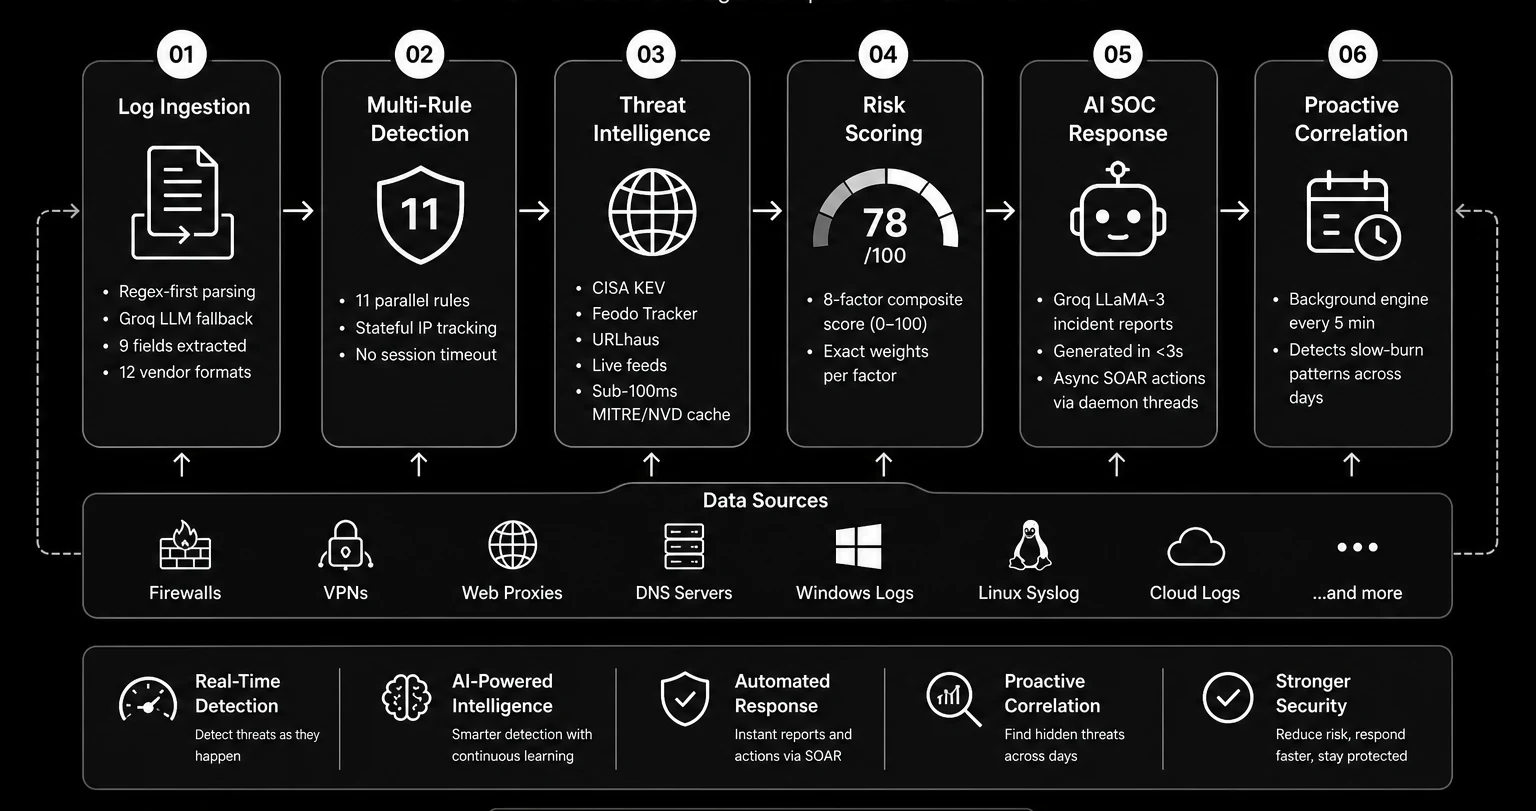 01
Log Ingestion
• Regex-first parsing
• Groq LLM fallback
• 9 fields extracted
• 12 vendor formats
02
Multi-Rule
Detection
11
• 11 parallel rules
• Stateful IP tracking
• No session timeout
03
Threat
Intelligence
• CISA KEV
• Feodo Tracker
• URLhaus
• Live feeds
• Sub-100ms
MITRE/NVD cache
04
Risk
Scoring
78
/100
• 8-factor composite
score (0–100)
• Exact weights
per factor
05
AI SOC
Response
• Groq LLaMA-3
incident reports
• Generated in <3s
• Async SOAR actions
via daemon threads
06
Proactive
Correlation
• Background engine
every 5 min
• Detects slow-burn
patterns across
days
Data Sources
Firewalls
VPNs
Web Proxies
DNS Servers
Windows Logs
Linux Syslog
Cloud Logs
...and more
Real-Time
Detection
Detect threats as they
happen
AI-Powered
Intelligence
Smarter detection with
continuous learning
Automated
Response
Instant reports and
actions via SOAR
Proactive
Correlation
Find hidden threats
across days
Stronger
Security
Reduce risk, respond
faster, stay protected